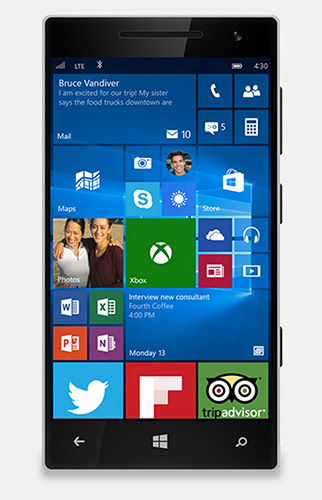 LTE
4:30
Bruce Vandiver
I am excited for our trip! My sister
says the food trucks downtown are
Mail
10
5
Maps
Store
Photos
Xbox
Interview new consultant
Fourth Coffee
4:00 PM
Monday 13
tripadvisor®